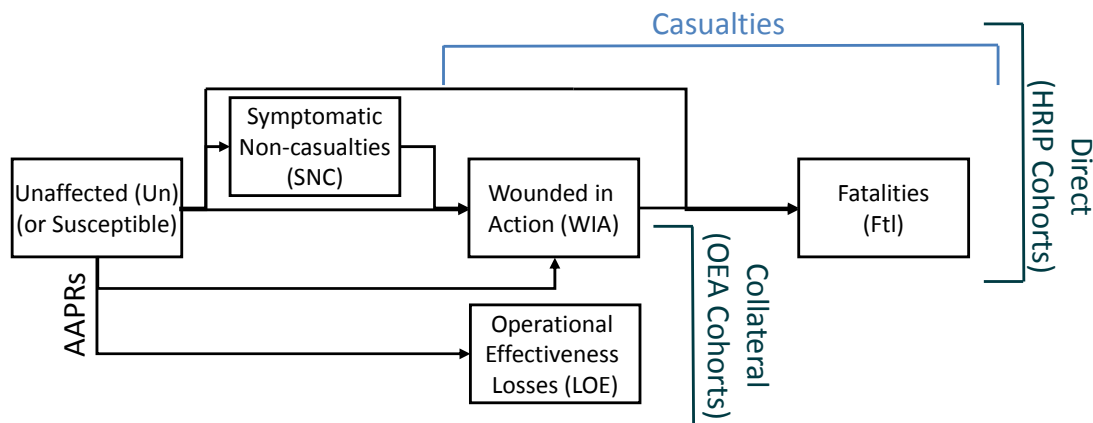 Casualties
Symptomatic
Non-casualties
(SNC)
Unaffected (Un)
(or Susceptible)
Wounded in
Action (WIA)
Fatalities
(Ftl)
Direct
(HRIP Cohorts)
AAPRs
Operational
Effectiveness
Losses (LOE)
Collateral
(OEA Cohorts)